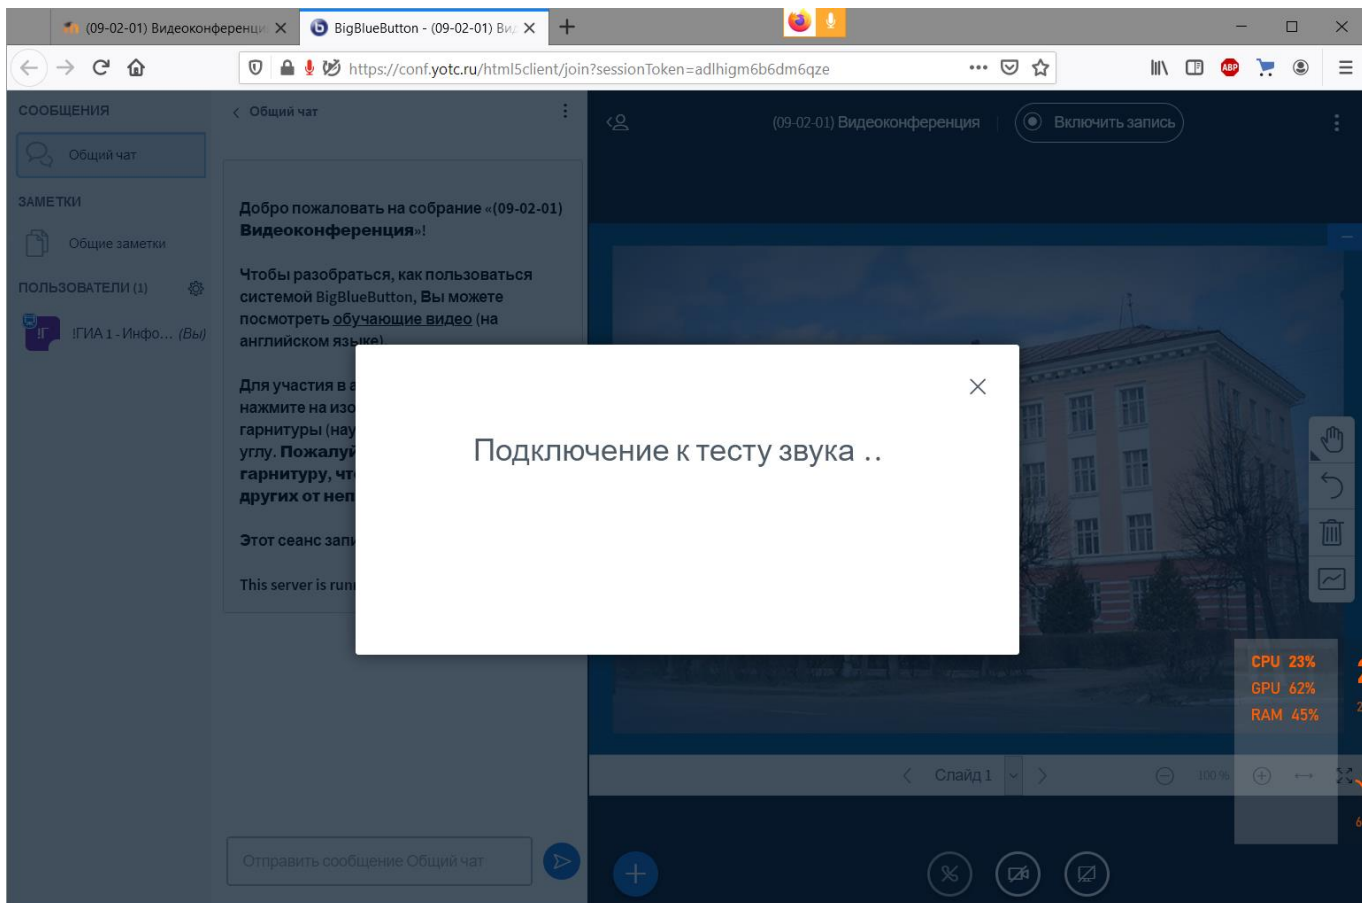 (09-02-01) Видеоконференци
BigBlueButton - (09-02-01) Ви
https://conf.yotc.ru/html5client/join?sessionToken=adlhigm6b6dm6qze
ABP
СООБЩЕНИЯ
Общий чат
ЗАМЕТКИ
Общие заметки
ПОЛЬЗОВАТЕЛИ (1)
!Г
!ГИА 1 - Инфо... (Вы)
Общий чат
Добро пожаловать на собрание «(09-02-01)
Видеоконференция»!
Чтобы разобраться, как пользоваться
системой BigBlueButton, Вы можете
посмотреть обучающие видео (на
английском языке)
Для участия в а
нажмите на изо
гарнитуры (нау
углу. Пожалуй
гарнитуру, чт
других от неп
Этот сеанс запи
This server is run
Отправить сообщение Общий чат
(09-02-01) Видеоконференция
Включить запись
Подключение к тесту звука ..
CPU 23%
GPU 62%
RAM 45%
Слайд 1
100 %